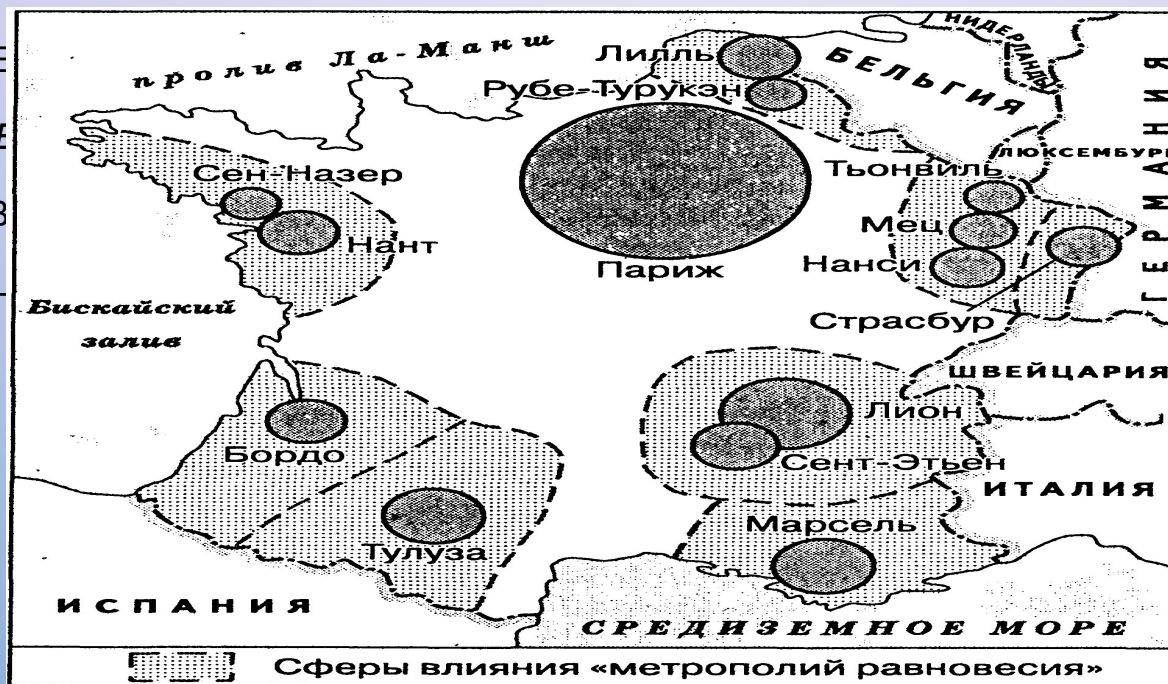 НИДЕРЛАНДЫ
пролив Ла-Манш
Лилль
БЕЛЬГИЯ
Рубе-Турукэн
ГЕРМАНИЯ
ЛЮКСЕМБУРГ
Тьонвиль
Сен-Назер
Мец
Нант
Нанси
Париж
Страсбур
Бискайский
залив
ШВЕЙЦАРИЯ
Лион
Бордо
Сент-Этьен
ИТАЛИЯ
Марсель
Тулуза
ИСПАНИЯ
СРЕДИЗЕМНОЕ МОРЕ
Сферы влияния «метрополий равновесия»